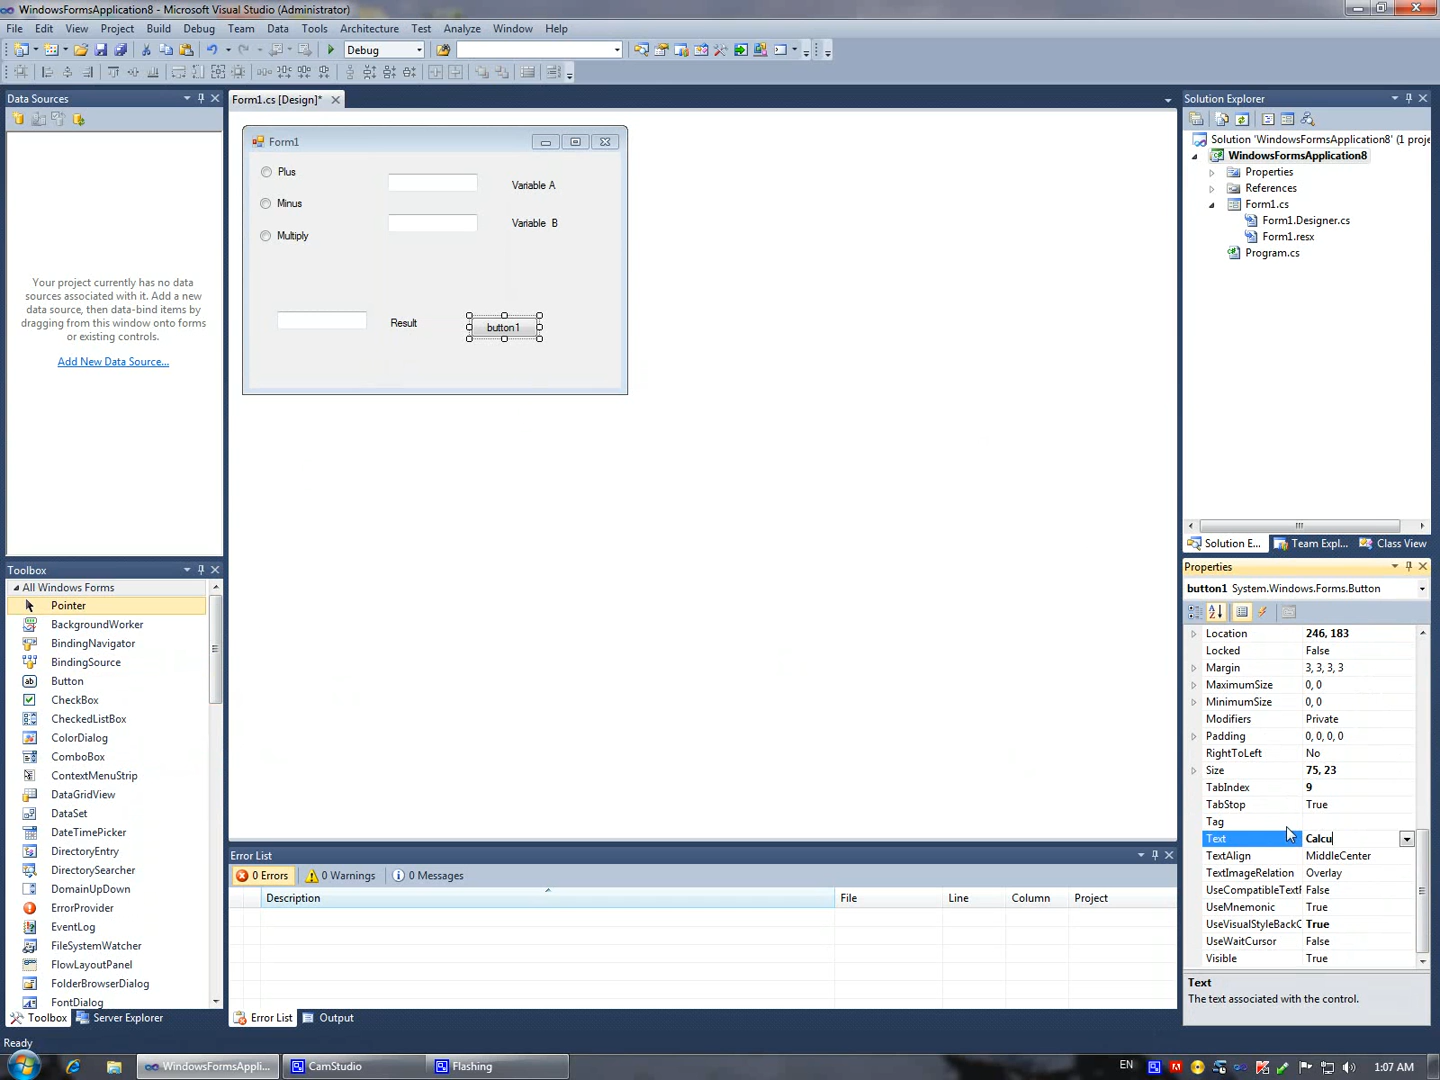 WindowsFormsApplication8 - Microsoft Visual Studio (Administrator)
File Edit View Project Build Debug Team Data Tools Architecture Test Analyze Window Help
Debug
Data Sources
Your project currently has no data
sources associated with it. Add a new
data source, then data-bind items by
dragging from this window onto forms
or existing controls.
Add New Data Source...
Toolbox
All Windows Forms
Pointer
BackgroundWorker
BindingNavigator
BindingSource
Button
CheckBox
CheckedListBox
ColorDialog
ComboBox
ContextMenuStrip
DataGridView
DataSet
DateTimePicker
DirectoryEntry
DirectorySearcher
DomainUpDown
ErrorProvider
EventLog
FileSystemWatcher
FlowLayoutPanel
FolderBrowserDialog
FontDialog
Toolbox Server Explorer
Form1.cs [Design]*
Form1
Plus
Minus
Multiply
Variable A
Variable B
Result
button1
Error List
0 Errors 0 Warnings 0 Messages
Description File Line Column Project
Error List Output
Solution Explorer
Solution 'WindowsFormsApplication8' (1 proje
WindowsFormsApplication8
Properties
References
Form1.cs
Form1.Designer.cs
Form1.resx
Program.cs
Solution E... Team Expl... Class View
Properties
button1 System.Windows.Forms.Button
Location 246, 183
Locked False
Margin 3, 3, 3, 3
MaximumSize 0, 0
MinimumSize 0, 0
Modifiers Private
Padding 0, 0, 0, 0
RightToLeft No
Size 75, 23
TabIndex 9
TabStop True
Tag
Text Calcu
TextAlign MiddleCenter
TextImageRelation Overlay
UseCompatibleTextF False
UseMnemonic True
UseVisualStyleBackC True
UseWaitCursor False
Visible True
Text
The text associated with the control.
Ready
WindowsFormsAppli... CamStudio Flashing
EN 1:07 AM